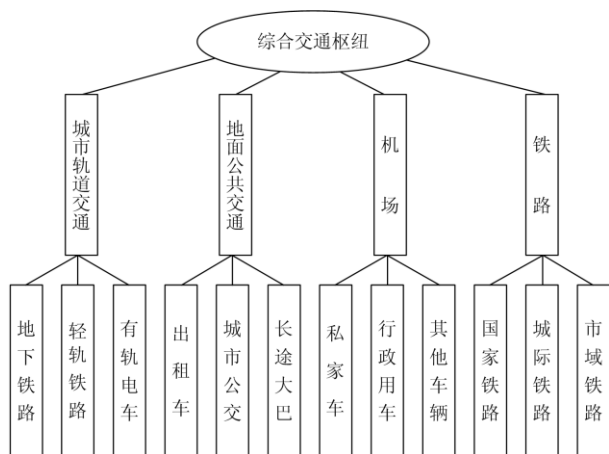 综合交通枢纽
城市轨道交通
地面公共交通
机场
铁路
地下铁路
轻轨铁路
有轨电车
出租车
城市公交
长途大巴
私家车
行政用车
其他车辆
国家铁路
城际铁路
市域铁路